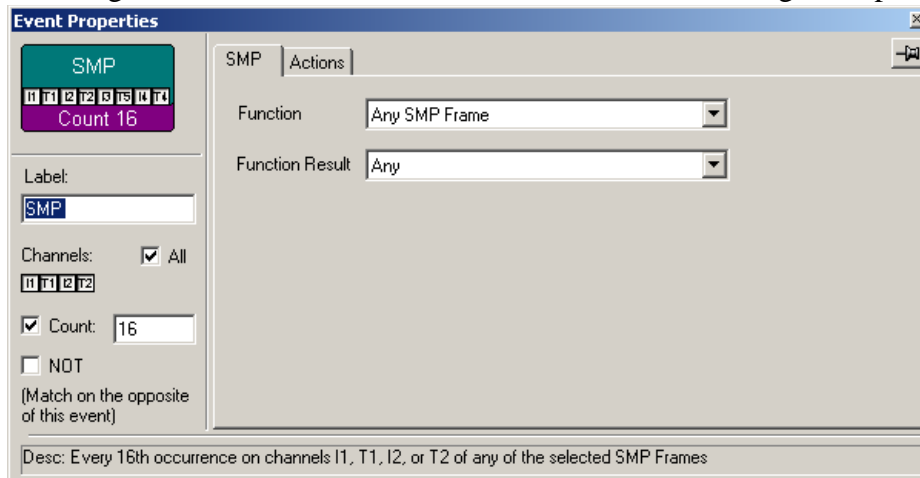 Event Properties
SMP
I1 T1 I2 T2 I3 T5 I4 T4
Count 16
SMP Actions
Function Any SMP Frame
Function Result Any
Label:
SMP
Channels: All
I1 T1 I2 T2
Count: 16
NOT
(Match on the opposite
of this event)
Desc: Every 16th occurrence on channels I1, T1, I2, or T2 of any of the selected SMP Frames